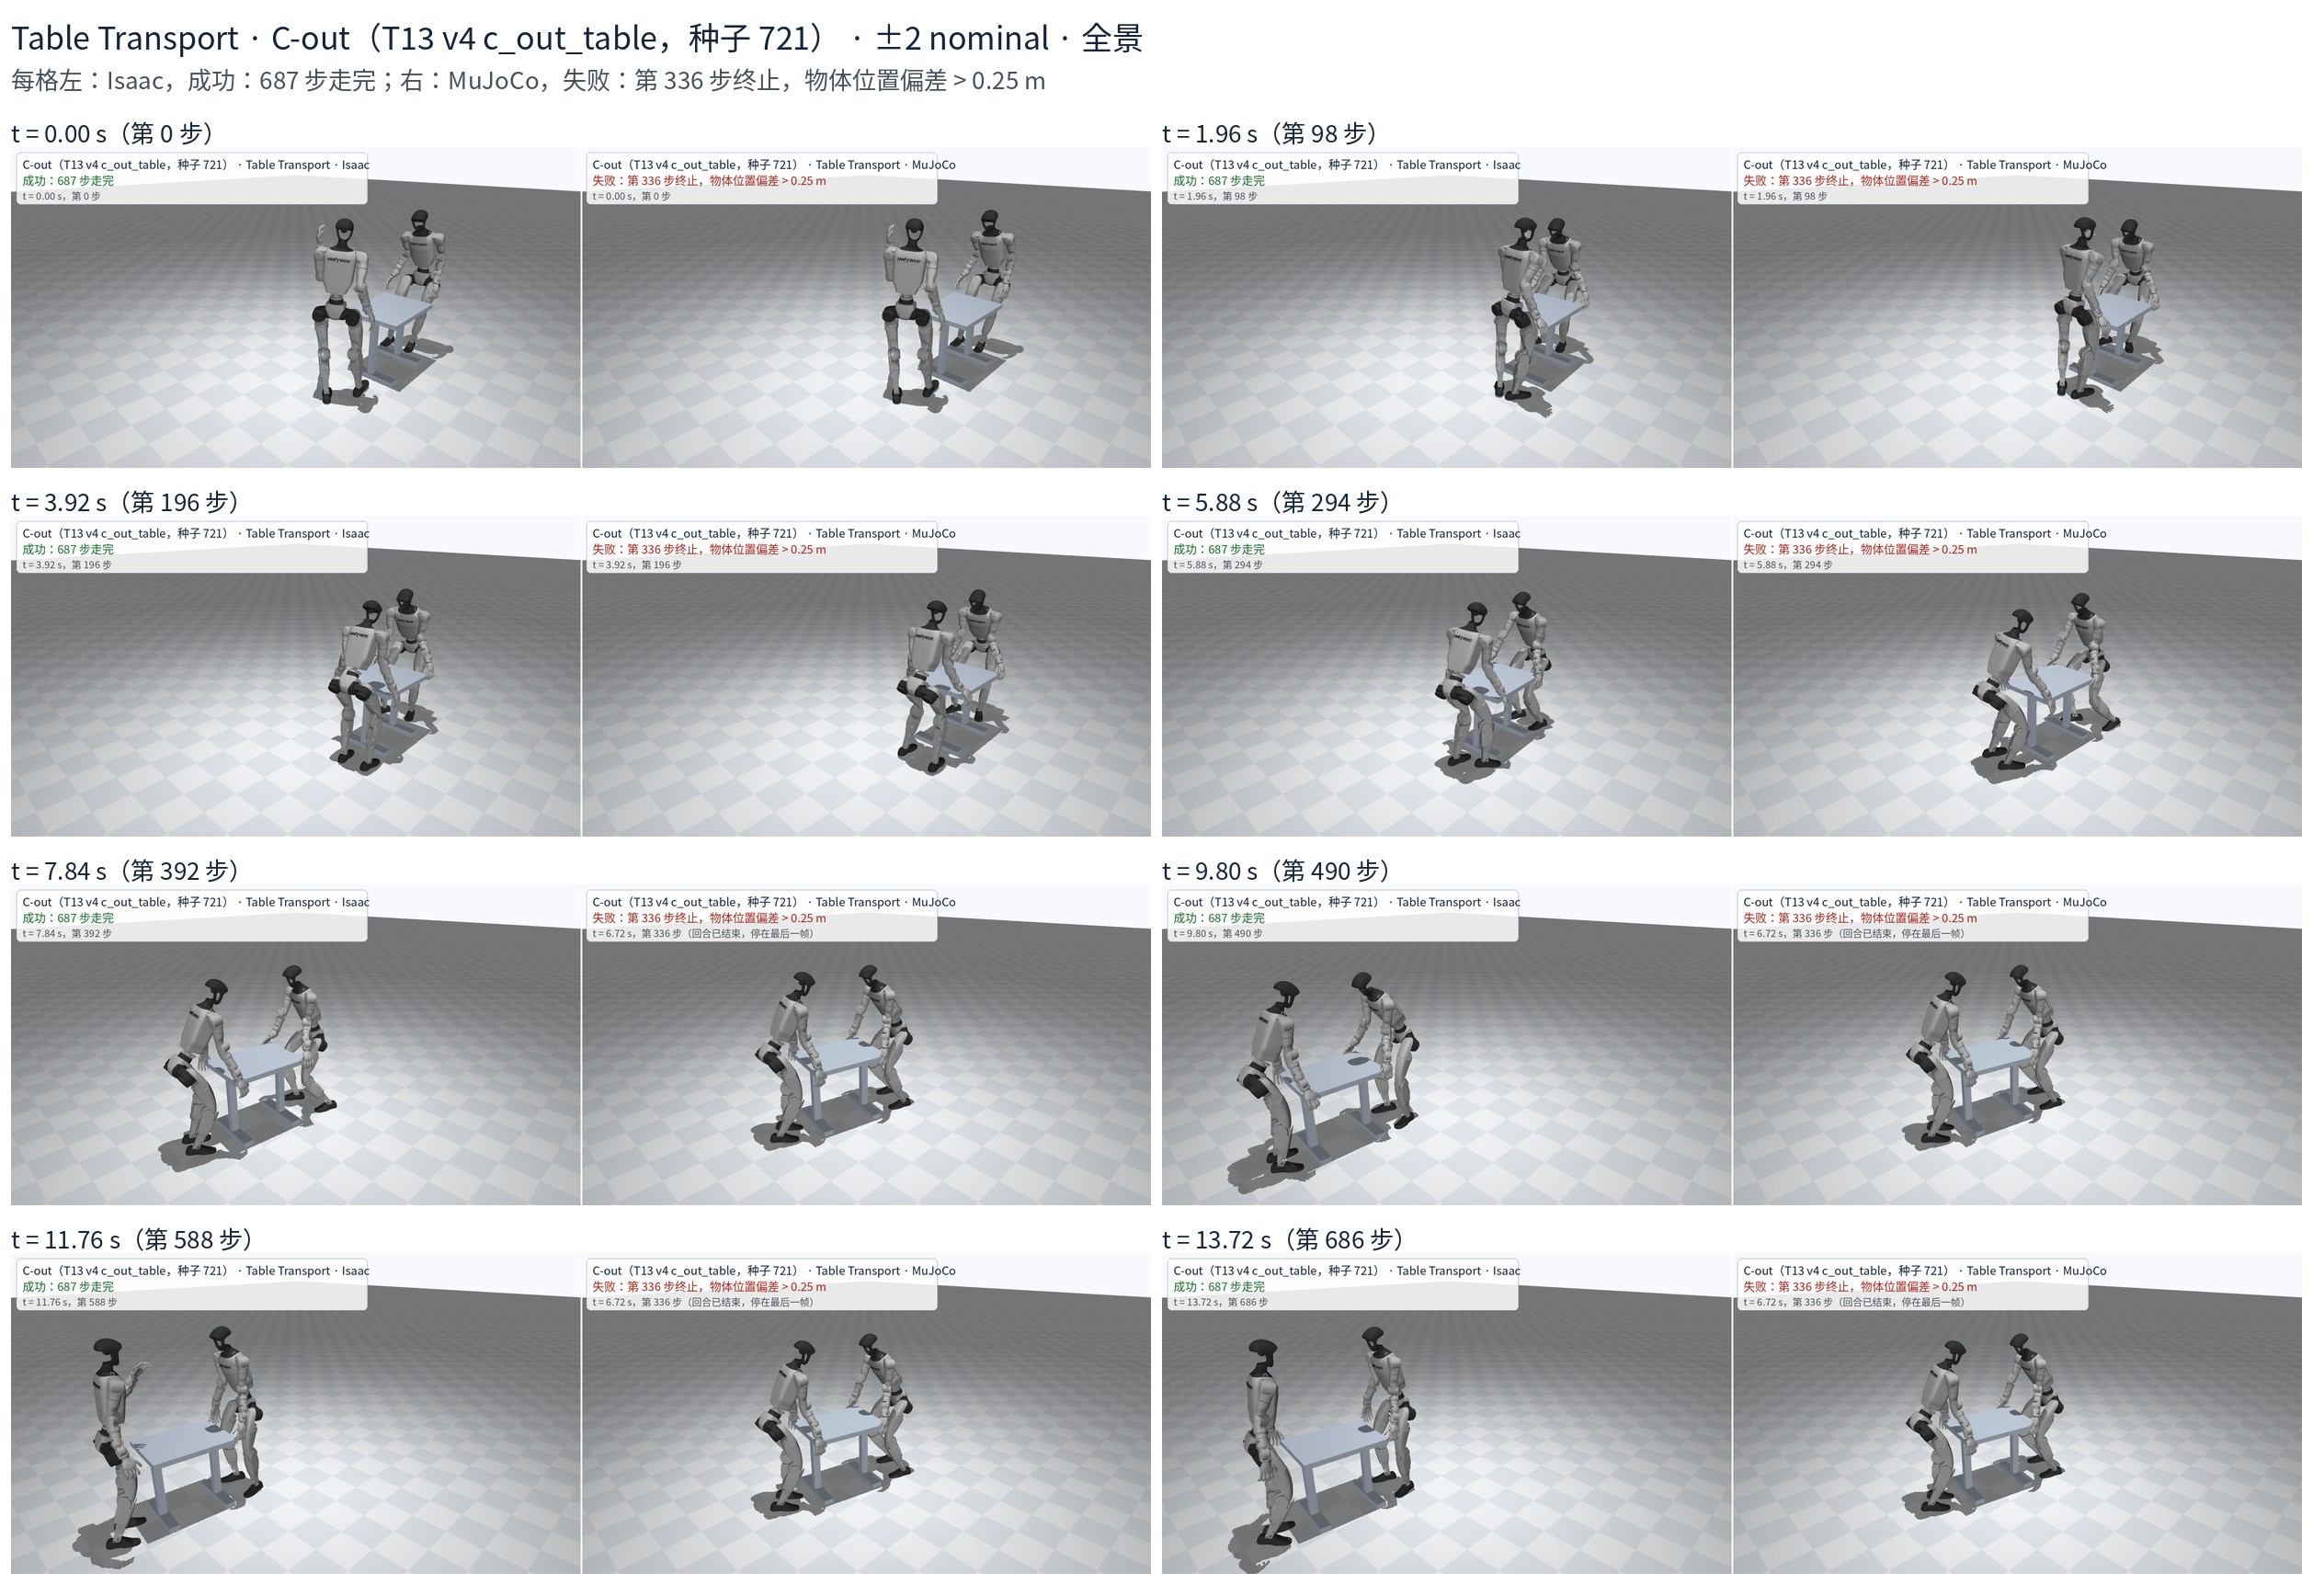 Table Transport · C-out（T13 v4 c_out_table，种子 721） · ±2 nominal · 全景
每格左：Isaac，成功：687 步走完；右：MuJoCo，失败：第 336 步终止，物体位置偏差 > 0.25 m
t = 0.00 s（第 0 步）
C-out（T13 v4 c_out_table，种子 721） · Table Transport · Isaac
成功：687 步走完
t = 0.00 s，第 0 步
C-out（T13 v4 c_out_table，种子 721） · Table Transport · MuJoCo
失败：第 336 步终止，物体位置偏差 > 0.25 m
t = 0.00 s，第 0 步
t = 1.96 s（第 98 步）
C-out（T13 v4 c_out_table，种子 721） · Table Transport · Isaac
成功：687 步走完
t = 1.96 s，第 98 步
C-out（T13 v4 c_out_table，种子 721） · Table Transport · MuJoCo
失败：第 336 步终止，物体位置偏差 > 0.25 m
t = 1.96 s，第 98 步
t = 3.92 s（第 196 步）
C-out（T13 v4 c_out_table，种子 721） · Table Transport · Isaac
成功：687 步走完
t = 3.92 s，第 196 步
C-out（T13 v4 c_out_table，种子 721） · Table Transport · MuJoCo
失败：第 336 步终止，物体位置偏差 > 0.25 m
t = 3.92 s，第 196 步
t = 5.88 s（第 294 步）
C-out（T13 v4 c_out_table，种子 721） · Table Transport · Isaac
成功：687 步走完
t = 5.88 s，第 294 步
C-out（T13 v4 c_out_table，种子 721） · Table Transport · MuJoCo
失败：第 336 步终止，物体位置偏差 > 0.25 m
t = 5.88 s，第 294 步
t = 7.84 s（第 392 步）
C-out（T13 v4 c_out_table，种子 721） · Table Transport · Isaac
成功：687 步走完
t = 7.84 s，第 392 步
C-out（T13 v4 c_out_table，种子 721） · Table Transport · MuJoCo
失败：第 336 步终止，物体位置偏差 > 0.25 m
t = 6.72 s，第 336 步（回合已结束，停在最后一帧）
t = 9.80 s（第 490 步）
C-out（T13 v4 c_out_table，种子 721） · Table Transport · Isaac
成功：687 步走完
t = 9.80 s，第 490 步
C-out（T13 v4 c_out_table，种子 721） · Table Transport · MuJoCo
失败：第 336 步终止，物体位置偏差 > 0.25 m
t = 6.72 s，第 336 步（回合已结束，停在最后一帧）
t = 11.76 s（第 588 步）
C-out（T13 v4 c_out_table，种子 721） · Table Transport · Isaac
成功：687 步走完
t = 11.76 s，第 588 步
C-out（T13 v4 c_out_table，种子 721） · Table Transport · MuJoCo
失败：第 336 步终止，物体位置偏差 > 0.25 m
t = 6.72 s，第 336 步（回合已结束，停在最后一帧）
t = 13.72 s（第 686 步）
C-out（T13 v4 c_out_table，种子 721） · Table Transport · Isaac
成功：687 步走完
t = 13.72 s，第 686 步
C-out（T13 v4 c_out_table，种子 721） · Table Transport · MuJoCo
失败：第 336 步终止，物体位置偏差 > 0.25 m
t = 6.72 s，第 336 步（回合已结束，停在最后一帧）